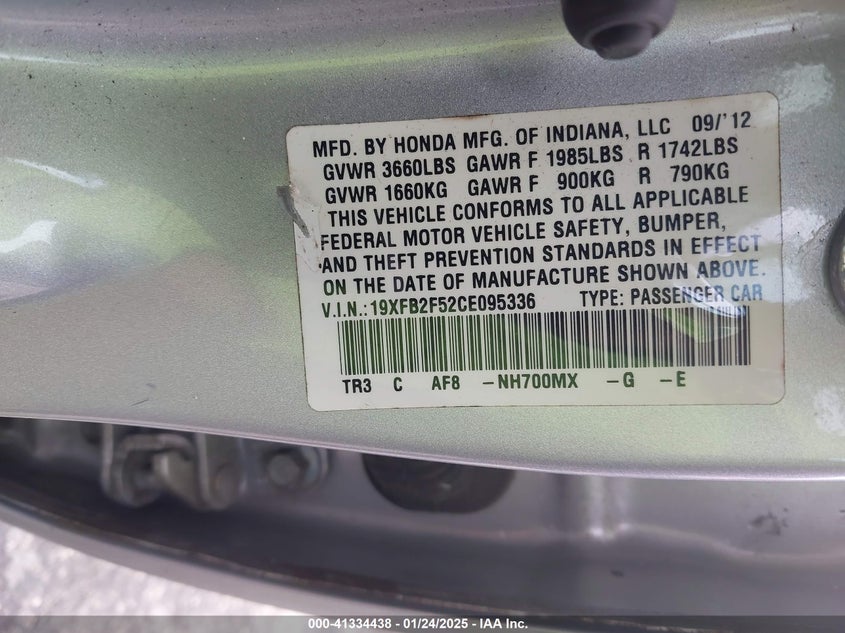 MFD. BY HONDA MFG. OF INDIANA, LLC 09/'12
GVWR 3660LBS GAWR F 1985LBS R 1742LBS
GVWR 1660KG GAWR F 900KG R 790KG
THIS VEHICLE CONFORMS TO ALL APPLICABLE
FEDERAL MOTOR VEHICLE SAFETY, BUMPER,
AND THEFT PREVENTION STANDARDS IN EFFECT
ON THE DATE OF MANUFACTURE SHOWN ABOVE.
V.I.N.:19XFB2F52CE095336 TYPE: PASSENGER CAR
TR3 C AF8 -NH700MX -G -E
000-41334438 - 01/24/2025 - IAA Inc.